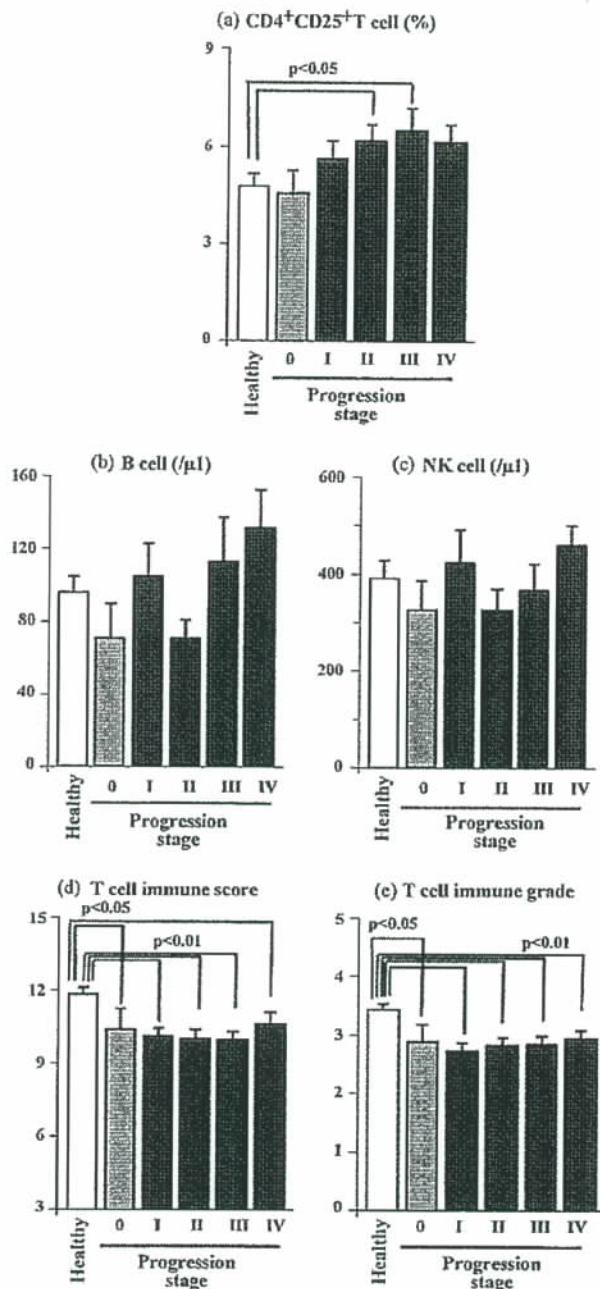 (a) CD4+CD25+T cell (%)
9
p<0.05
6
3
0
Healthy
0 I II III IV
Progression
stage
(b) B cell (/μl)
160
120
80
40
0
Healthy
0 I II III IV
Progression
stage
(c) NK cell (/μl)
600
400
200
0
Healthy
0 I II III IV
Progression
stage
(d) T cell immune score
15
p<0.05
p<0.01
12
9
6
3
Healthy
0 I II III IV
Progression
stage
(e) T cell immune grade
5
p<0.05
4
p<0.01
3
2
1
0
Healthy
0 I II III IV
Progression
stage